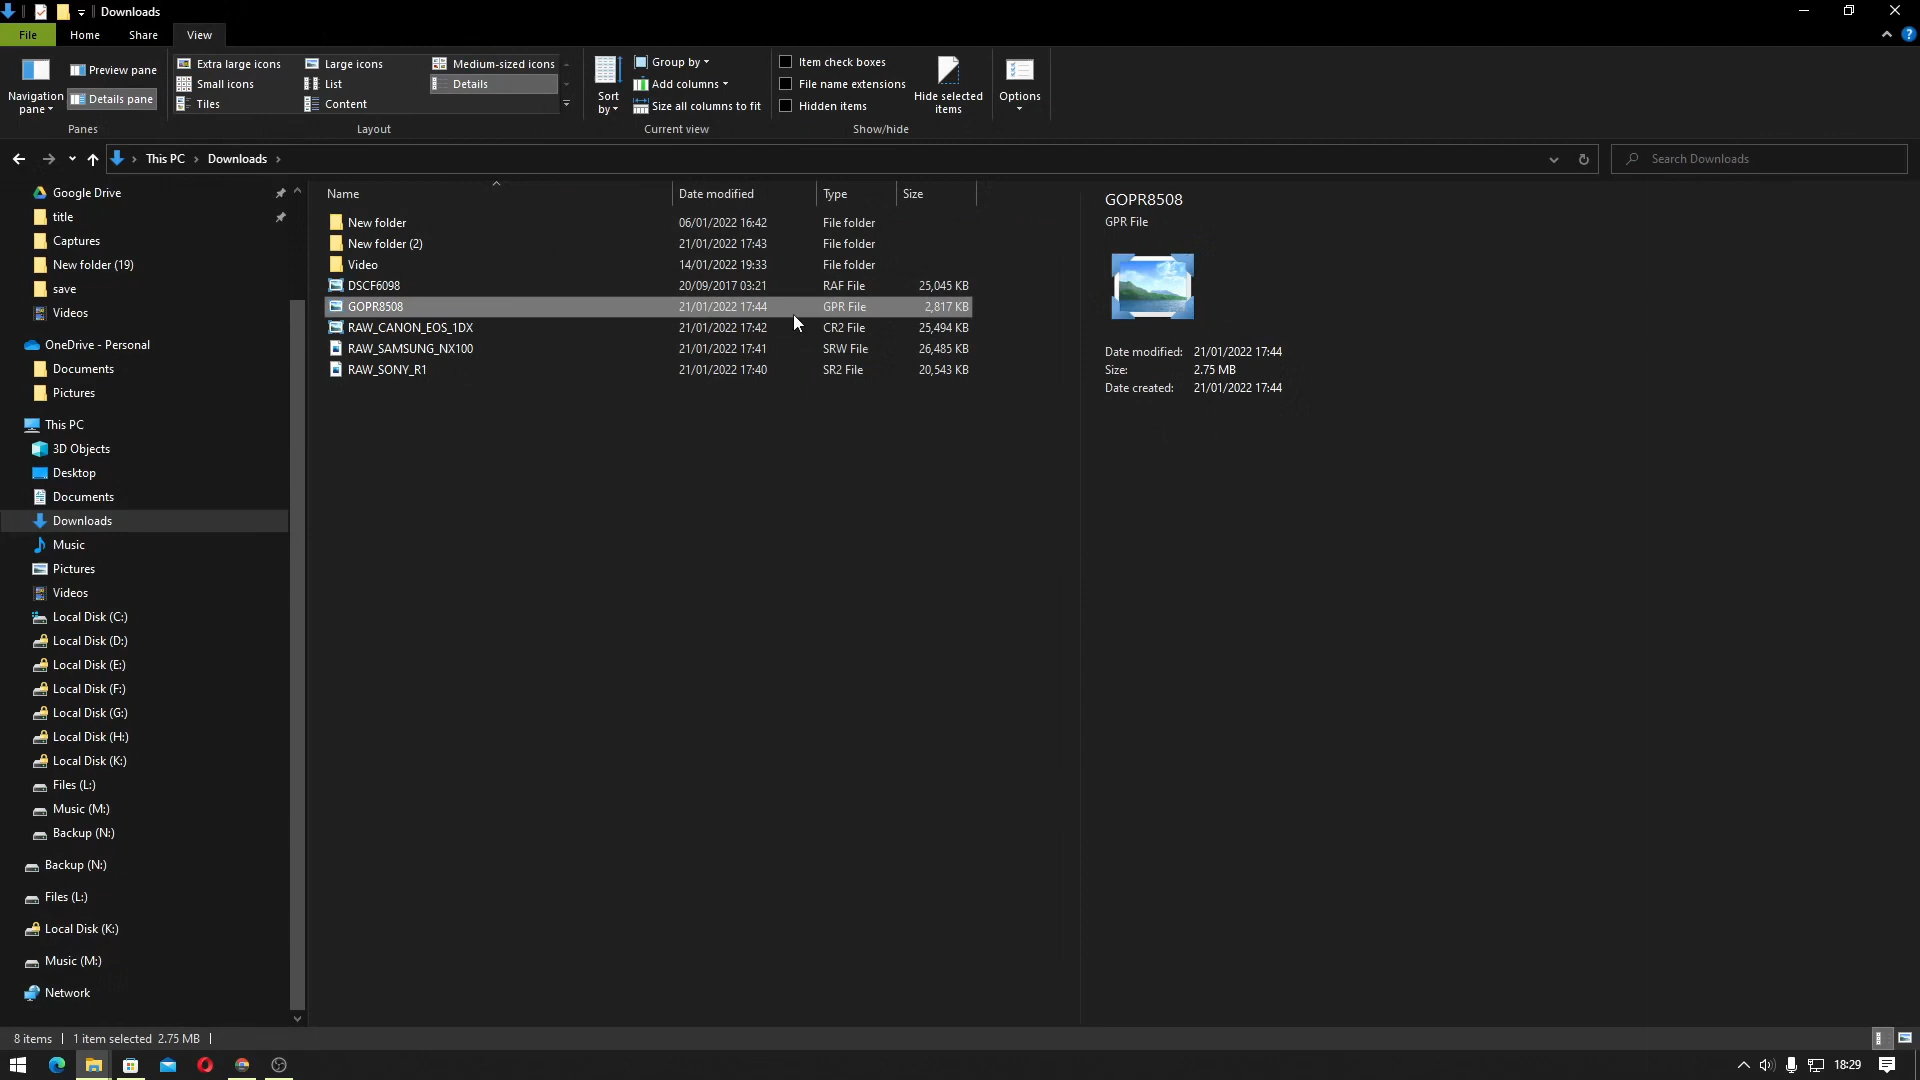 Downloads
File Home Share View
Navigation pane
Preview pane
Details pane
Panes
Extra large icons Large icons Medium-sized icons
Small icons List Details
Tiles Content
Layout
Sort by
Group by
Add columns
Size all columns to fit
Current view
Item check boxes
File name extensions
Hidden items
Hide selected items
Show/hide
Options
This PC > Downloads >
Search Downloads
Google Drive
title
Captures
New folder (19)
save
Videos
OneDrive - Personal
Documents
Pictures
This PC
3D Objects
Desktop
Documents
Downloads
Music
Pictures
Videos
Local Disk (C:)
Local Disk (D:)
Local Disk (E:)
Local Disk (F:)
Local Disk (G:)
Local Disk (H:)
Local Disk (K:)
Files (L:)
Music (M:)
Backup (N:)
Backup (N:)
Files (L:)
Local Disk (K:)
Music (M:)
Network
Name Date modified Type Size
New folder 06/01/2022 16:42 File folder
New folder (2) 21/01/2022 17:43 File folder
Video 14/01/2022 19:33 File folder
DSCF6098 20/09/2017 03:21 RAF File 25,045 KB
GOPR8508 21/01/2022 17:44 GPR File 2,817 KB
RAW_CANON_EOS_1DX 21/01/2022 17:42 CR2 File 25,494 KB
RAW_SAMSUNG_NX100 21/01/2022 17:41 SRW File 26,485 KB
RAW_SONY_R1 21/01/2022 17:40 SR2 File 20,543 KB
GOPR8508
GPR File
Date modified: 21/01/2022 17:44
Size: 2.75 MB
Date created: 21/01/2022 17:44
8 items 1 item selected 2.75 MB
18:29